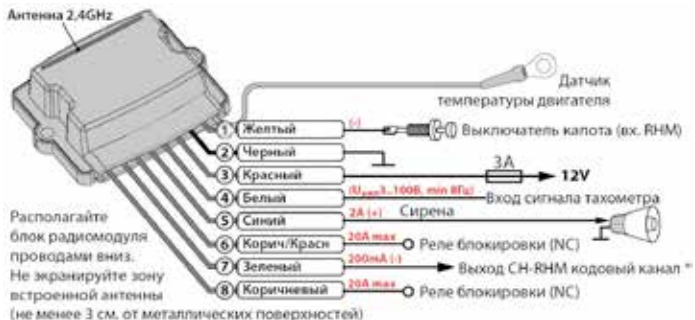 Антенна 2,4GHz
Датчик
температуры двигателя
1 Желтый (-) Выключатель капота (вх. RHM)
2 Черный
3 Красный 3А 12V
4 Белый 3..100В, min 8Гц) Вход сигнала тахометра
5 Синий 2А (+) Сирена
6 Корич/Красн 20А max Реле блокировки (NC)
7 Зеленый 200mA (-) Выход CH-RHM кодовый канал *
8 Коричневый 20А max Реле блокировки (NC)
Располагайте
блок радиомодуля
проводами вниз.
Не экранируйте зону
встроенной антенны
(не менее 3 см. от металлических поверхностей)